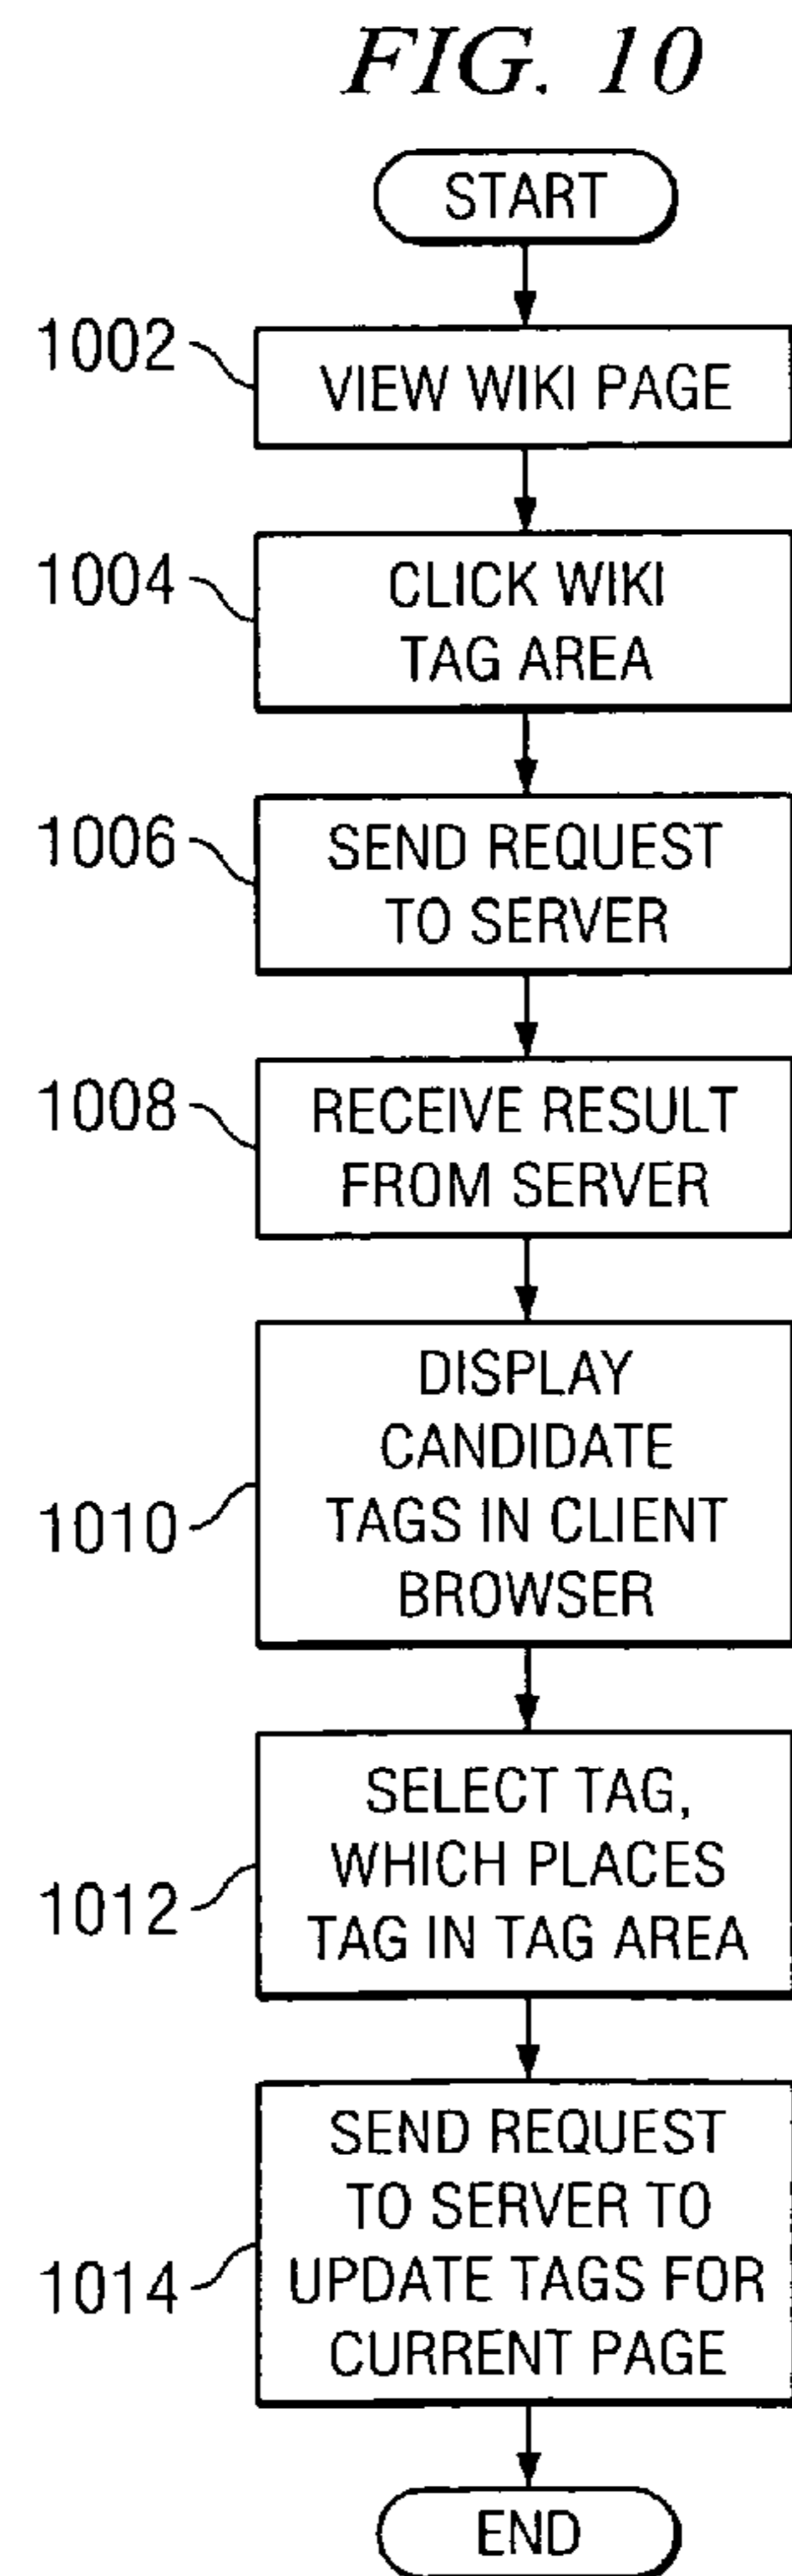 FIG. 10
START
1002
VIEW WIKI PAGE
1004
CLICK WIKI
TAG AREA
1006
SEND REQUEST
TO SERVER
1008
RECEIVE RESULT
FROM SERVER
DISPLAY
CANDIDATE
TAGS IN CLIENT
BROWSER
1010
SELECT TAG,
WHICH PLACES
TAG IN TAG AREA
1012
SEND REQUEST
TO SERVER TO
UPDATE TAGS FOR
CURRENT PAGE
1014
END